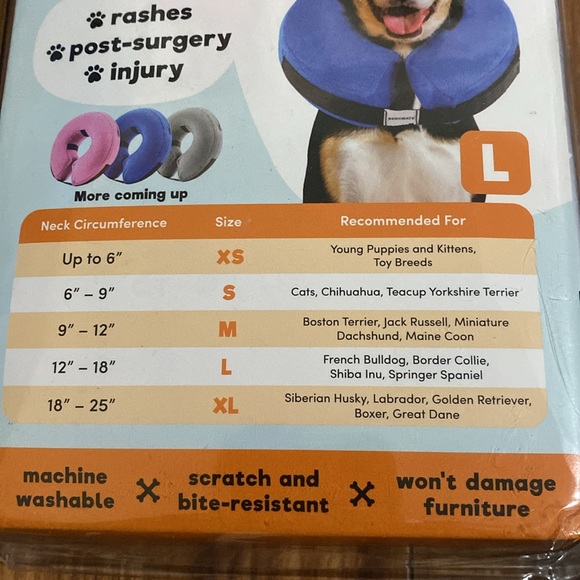 rashes
post-surgery
injury
L
More coming up
Neck Circumference Size Recommended For
Up to 6” XS Young Puppies and Kittens,
Toy Breeds
6” – 9” S Cats, Chihuahua, Teacup Yorkshire Terrier
9” – 12” M Boston Terrier, Jack Russell, Miniature
Dachshund, Maine Coon
12” – 18” L French Bulldog, Border Collie,
Shiba Inu, Springer Spaniel
18” – 25” XL Siberian Husky, Labrador, Golden Retriever,
Boxer, Great Dane
machine scratch and won't damage
washable bite-resistant furniture